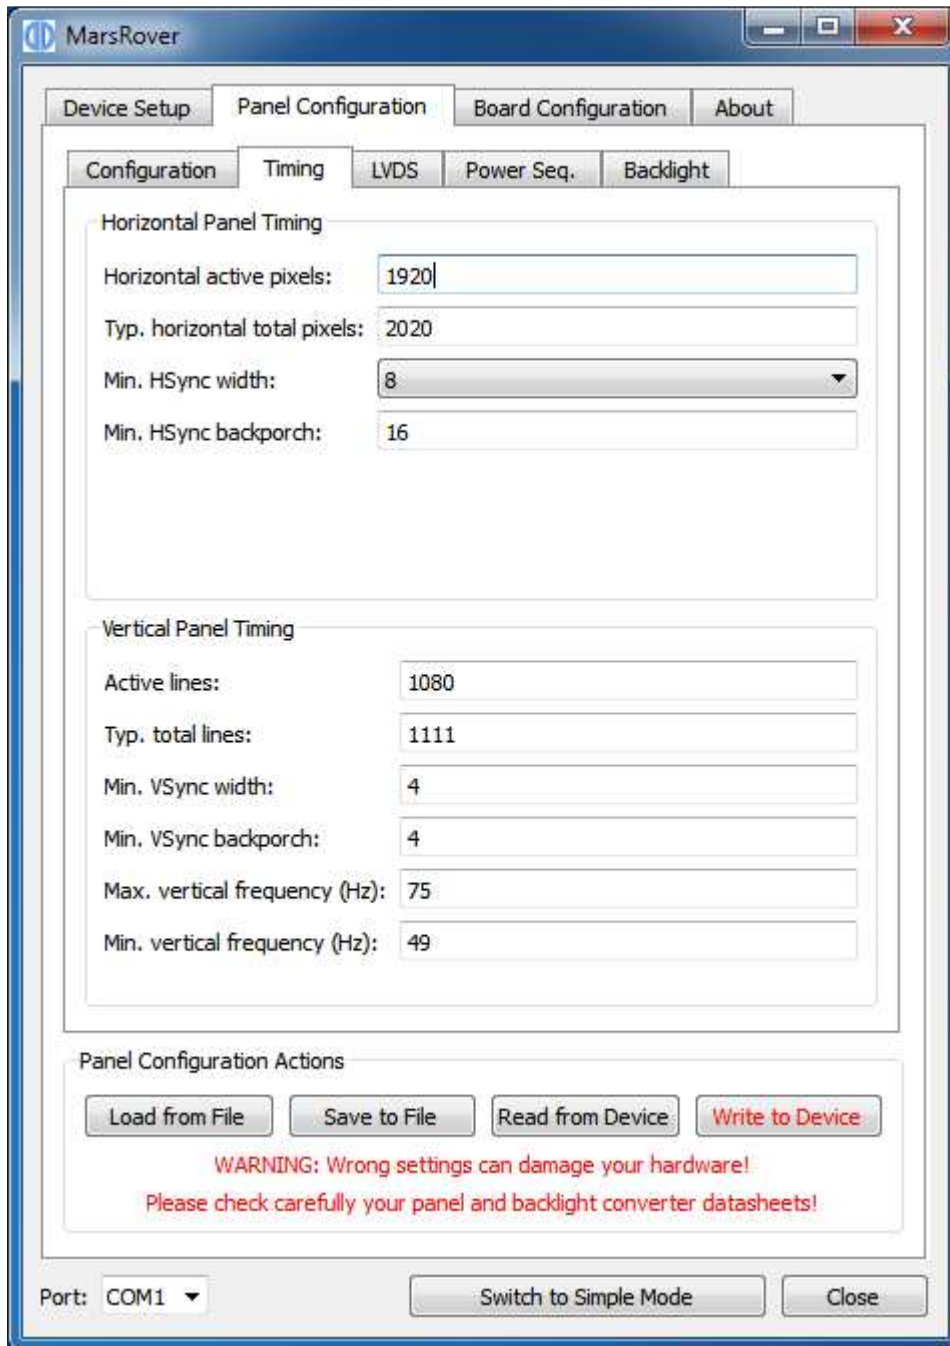 MarsRover
Device Setup Panel Configuration Board Configuration About
Configuration Timing LVDS Power Seq. Backlight
Horizontal Panel Timing
Horizontal active pixels: 1920
Typ. horizontal total pixels: 2020
Min. HSync width: 8
Min. HSync backporch: 16
Vertical Panel Timing
Active lines: 1080
Typ. total lines: 1111
Min. VSync width: 4
Min. VSync backporch: 4
Max. vertical frequency (Hz): 75
Min. vertical frequency (Hz): 49
Panel Configuration Actions
Load from File Save to File Read from Device Write to Device
WARNING: Wrong settings can damage your hardware!
Please check carefully your panel and backlight converter datasheets!
Port: COM1 Switch to Simple Mode Close